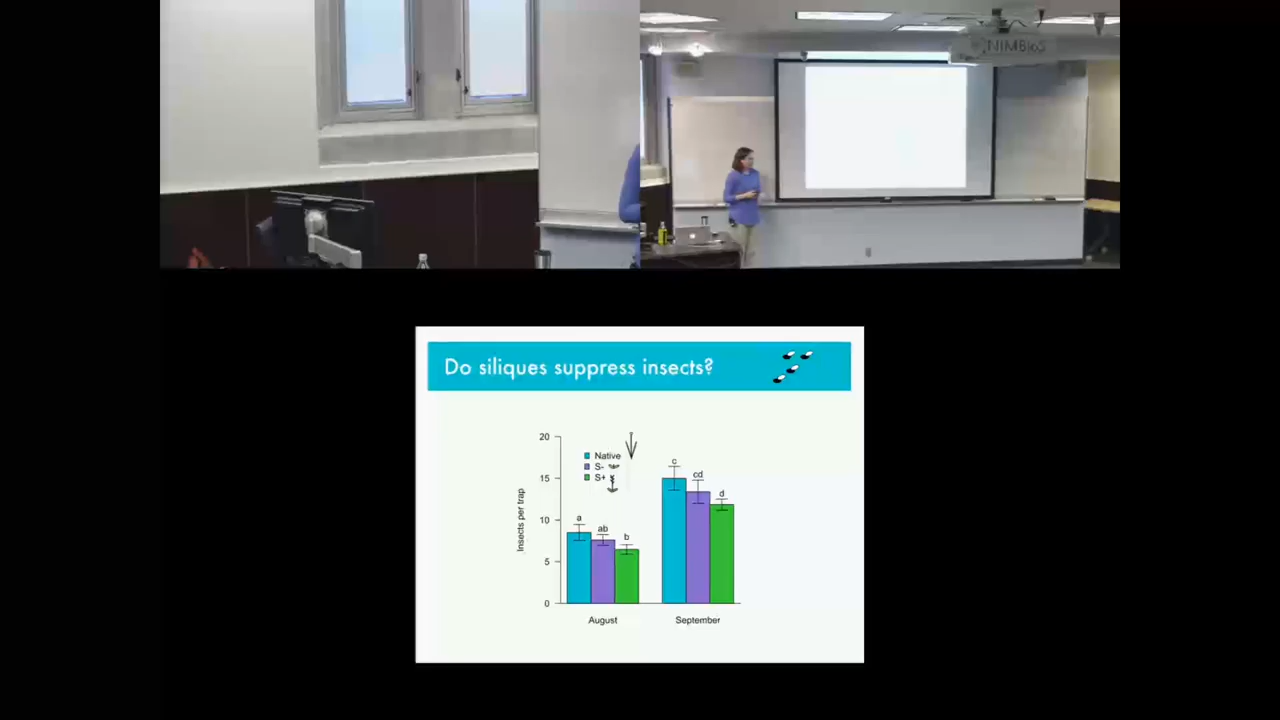 NIMBioS
Do siliques suppress insects?
20
15
10
5
0
Insects per trap
Native
S-
S+
a
ab
b
c
cd
d
August
September